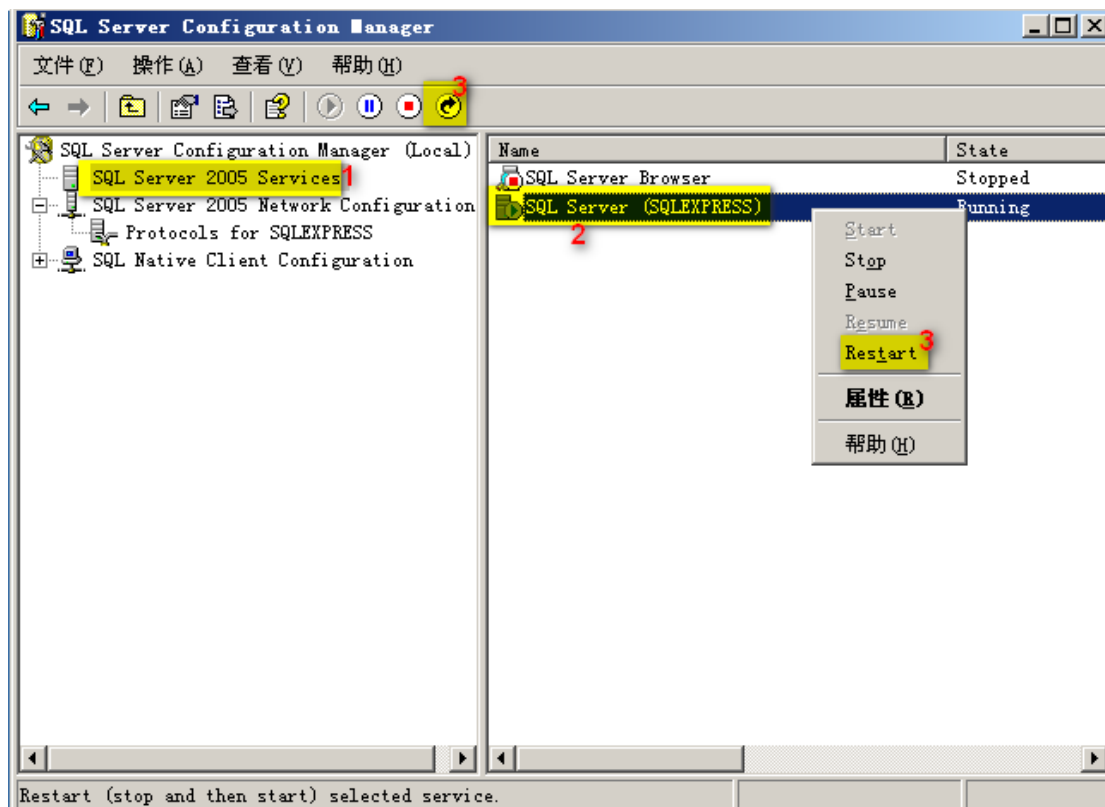 SQL Server Configuration Manager
文件(F) 操作(A) 查看(V) 帮助(H)
3
SQL Server Configuration Manager (Local)
SQL Server 2005 Services 1
SQL Server 2005 Network Configuration
Protocols for SQLEXPRESS
SQL Native Client Configuration
Name State
SQL Server Browser Stopped
SQL Server (SQLEXPRESS) Running
2
Start
Stop
Pause
Resume
Restart 3
属性(R)
帮助(H)
Restart (stop and then start) selected service.